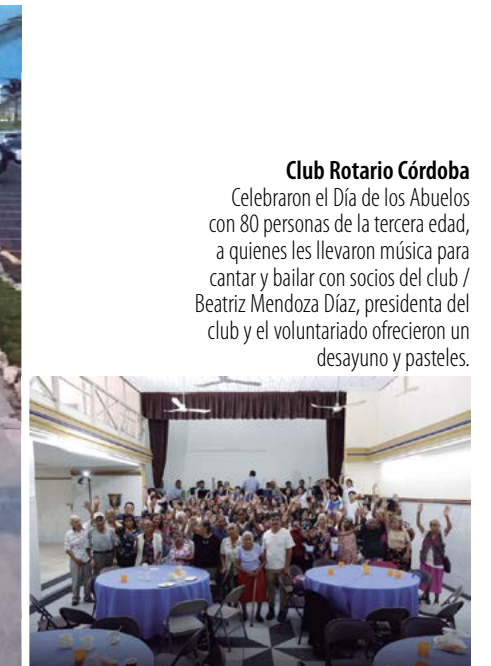 Club Rotario Córdoba
Celebraron el Día de los Abuelos
con 80 personas de la tercera edad,
a quienes les llevaron música para
cantar y bailar con socios del club /
Beatriz Mendoza Díaz, presidenta del
club y el voluntariado ofrecieron un
desayuno y pasteles.